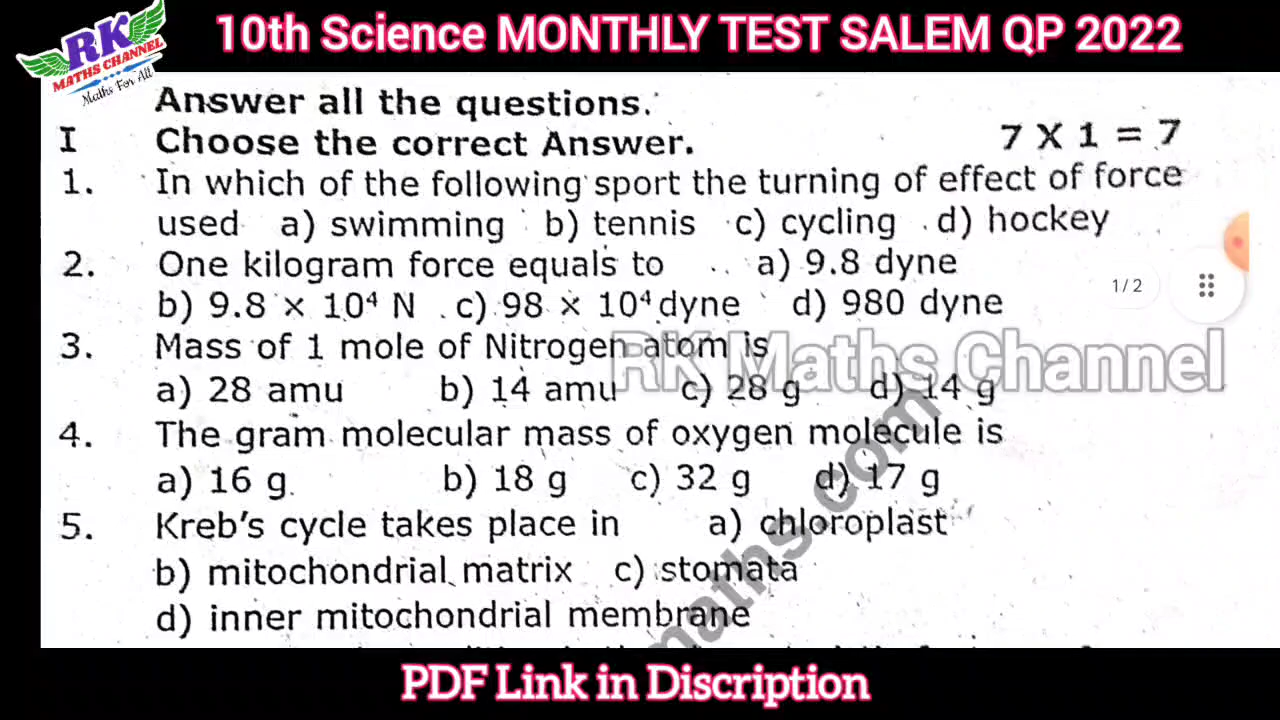 RK
MATHS CHANNEL
Maths For All
10th Science MONTHLY TEST SALEM QP 2022
Answer all the questions.
I Choose the correct Answer. 7 X 1 = 7
1. In which of the following sport the turning of effect of force
used a) swimming b) tennis c) cycling d) hockey
2. One kilogram force equals to a) 9.8 dyne
b) 9.8 × 10⁴ N c) 98 × 10⁴ dyne d) 980 dyne
1 / 2
3. Mass of 1 mole of Nitrogen atom is
RK Maths Channel
a) 28 amu b) 14 amu c) 28 g d) 14 g
4. The gram molecular mass of oxygen molecule is
a) 16 g b) 18 g c) 32 g d) 17 g
5. Kreb's cycle takes place in a) chloroplast
b) mitochondrial matrix c) stomata
d) inner mitochondrial membrane
maths.com
PDF Link in Discription